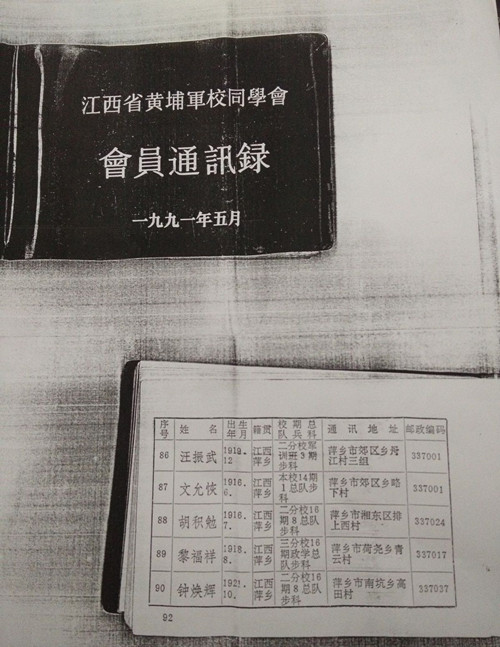 江西省黄埔軍校同學會
會員通訊録
一九九一年五月
序号 姓名 出生年月 籍贯 校期总队兵科 通讯地址 邮政编码
86 汪振武 1919.12 江西萍乡 二分校军训班3期步科 萍乡市郊区乡 江村三组 337001
87 文允 1916.6. 江西萍乡 本校14期1总队步科 萍乡市郊区乡 下村 337001
88 胡积勉 1916.7. 江西萍乡 二分校16期8总队步科 萍乡市湘东区排上西村 337024
89 黎福祥 1918.8. 江西萍乡 三分校16期政学总队步科 萍乡市荷尧乡青云村 337017
90 钟焕辉 1921.10. 江西萍乡 二分校16期8总队步科 萍乡市南坑乡高田村 337037
92